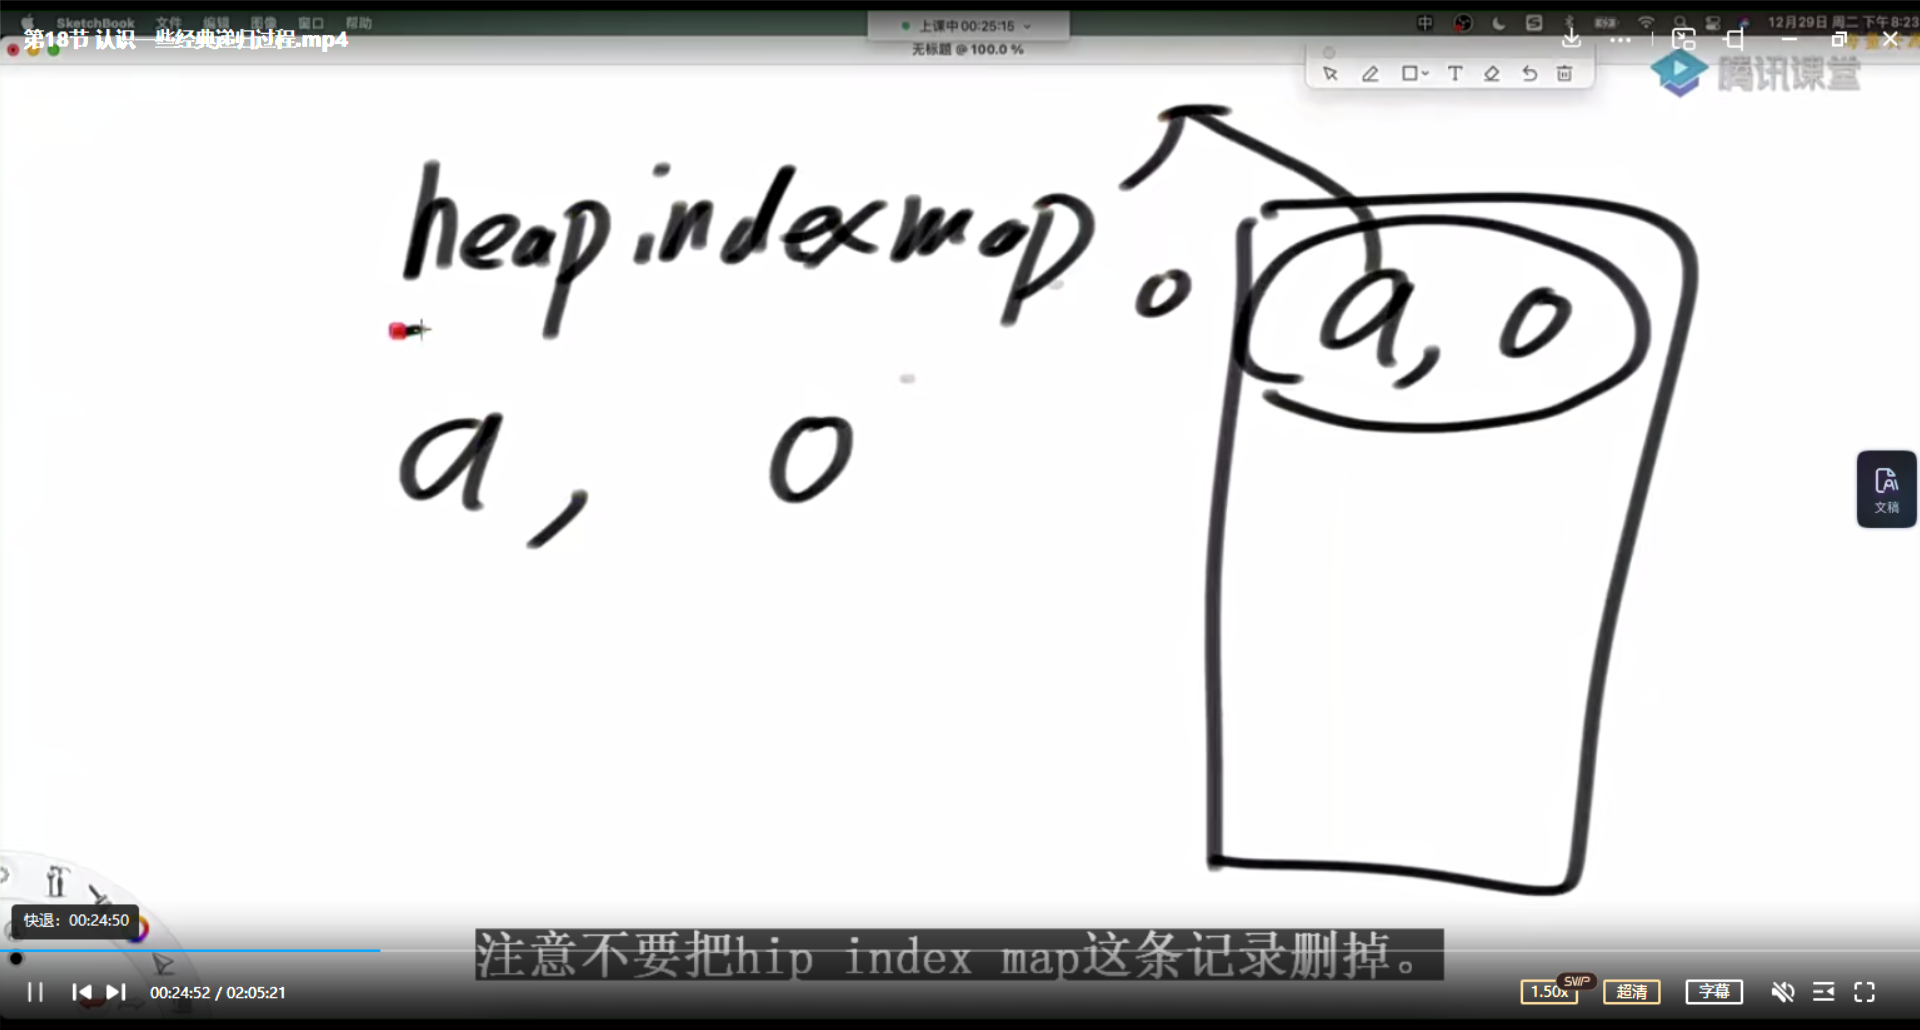 SketchBook 文件 编辑 图像 窗口 帮助
上课中 00:25:15
12月29日 周二 下午8:23
第18节 认识一些经典递归过程.mp4
无标题 @ 100.0 %
腾讯课堂
heapindexmap
0
a, 0
a, 0
文稿
快退：00:24:50
注意不要把hip index map这条记录删掉。
00:24:52 / 02:05:21
1.50x
SVIP
超清
字幕